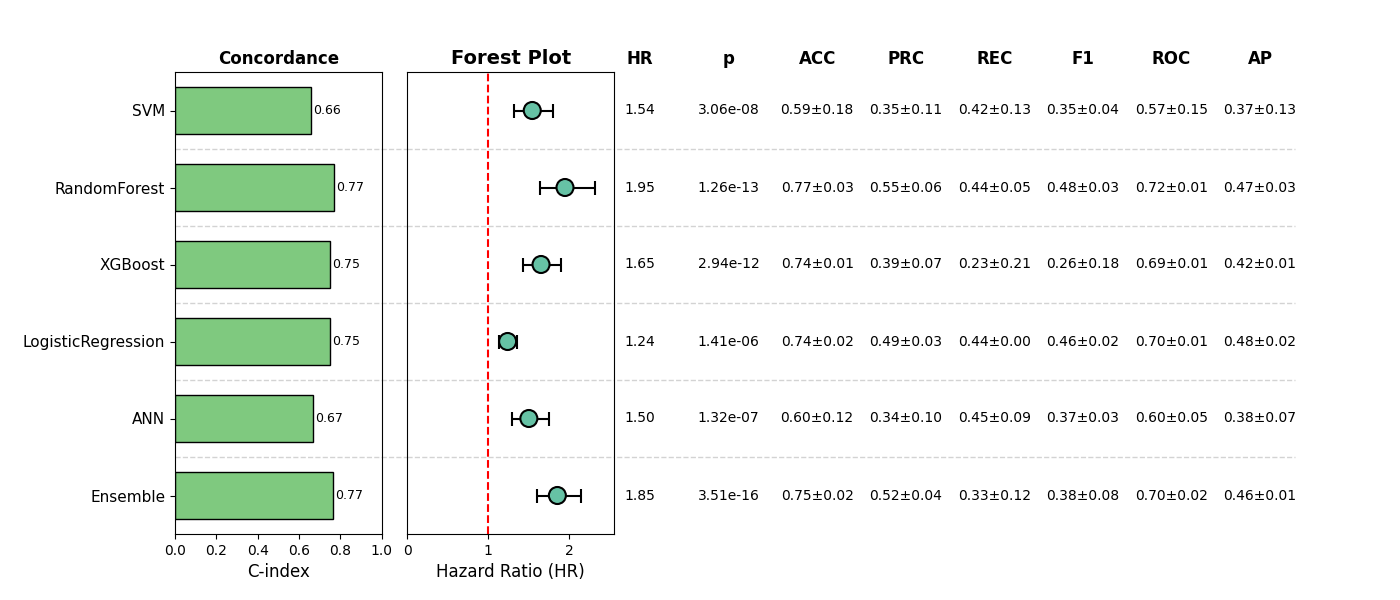 Concordance Forest Plot HR p ACC PRC REC F1 ROC AP
SVM 0.66 1.54 3.06e-08 0.59±0.18 0.35±0.11 0.42±0.13 0.35±0.04 0.57±0.15 0.37±0.13
RandomForest 0.77 1.95 1.26e-13 0.77±0.03 0.55±0.06 0.44±0.05 0.48±0.03 0.72±0.01 0.47±0.03
XGBoost 0.75 1.65 2.94e-12 0.74±0.01 0.39±0.07 0.23±0.21 0.26±0.18 0.69±0.01 0.42±0.01
LogisticRegression 0.75 1.24 1.41e-06 0.74±0.02 0.49±0.03 0.44±0.00 0.46±0.02 0.70±0.01 0.48±0.02
ANN 0.67 1.50 1.32e-07 0.60±0.12 0.34±0.10 0.45±0.09 0.37±0.03 0.60±0.05 0.38±0.07
Ensemble 0.77 1.85 3.51e-16 0.75±0.02 0.52±0.04 0.33±0.12 0.38±0.08 0.70±0.02 0.46±0.01
0.0 0.2 0.4 0.6 0.8 1.0 0 1 2
C-index Hazard Ratio (HR)